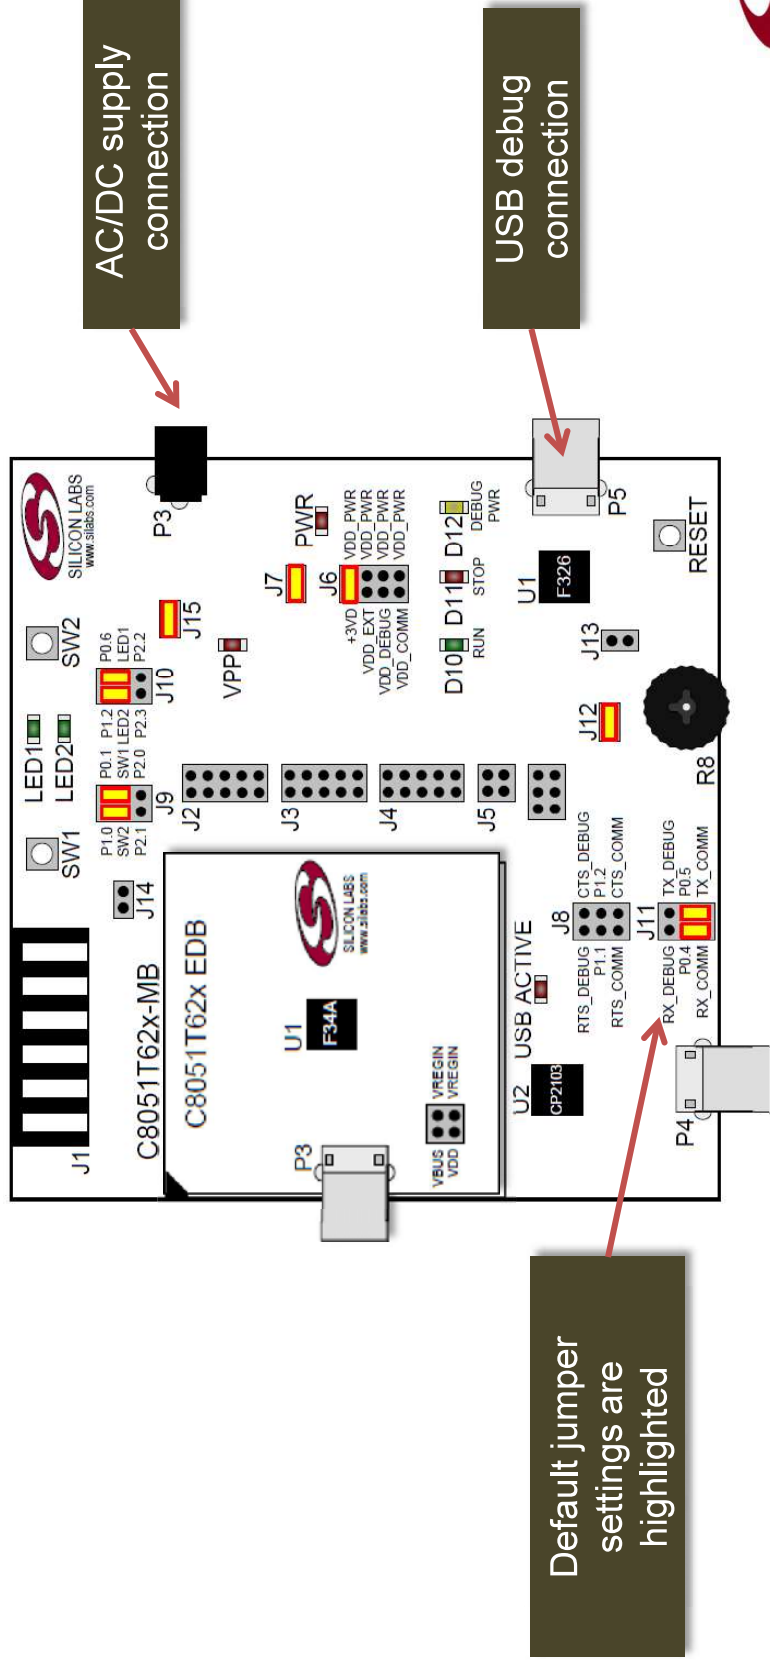 AC/DC supply
connection
USB debug
connection
Default jumper
settings are
highlighted
J1
SW1
LED1
LED2
SW2
SILICON LABS
www.silabs.com
P1.0 P0.1
SW2 SW1
P2.1 P2.0
J9
P1.2 P0.6
LED2 LED1
P2.3 P2.2
J10
J14
J15
P3
C8051T62x-MB
C8051T62x EDB
J2
J3
J4
J5
VPP
J7
PWR
J6
+3VD VDD_PWR
VDD_EXT VDD_PWR
VDD_DEBUG VDD_PWR
VDD_COMM VDD_PWR
P3
U1
F34A
SILICON LABS
www.silabs.com
VBUS VREGIN
VDD VREGIN
D10
RUN
D11
STOP
D12
DEBUG
PWR
U2
CP2103
USB ACTIVE
U1
F326
P5
J8
RTS_DEBUG CTS_DEBUG
P1.1 P1.2
RTS_COMM CTS_COMM
J12
J13
RESET
J11
RX_DEBUG TX_DEBUG
P0.4 P0.5
RX_COMM TX_COMM
P4
R8